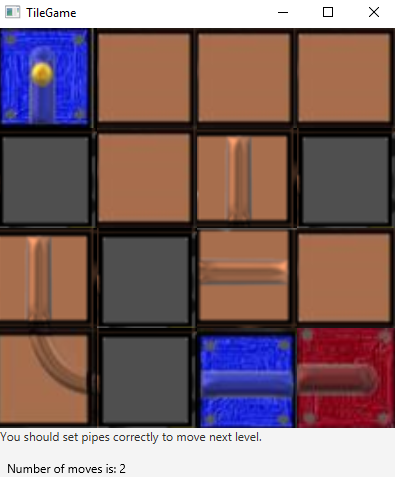 TileGame
You should set pipes correctly to move next level.
Number of moves is: 2